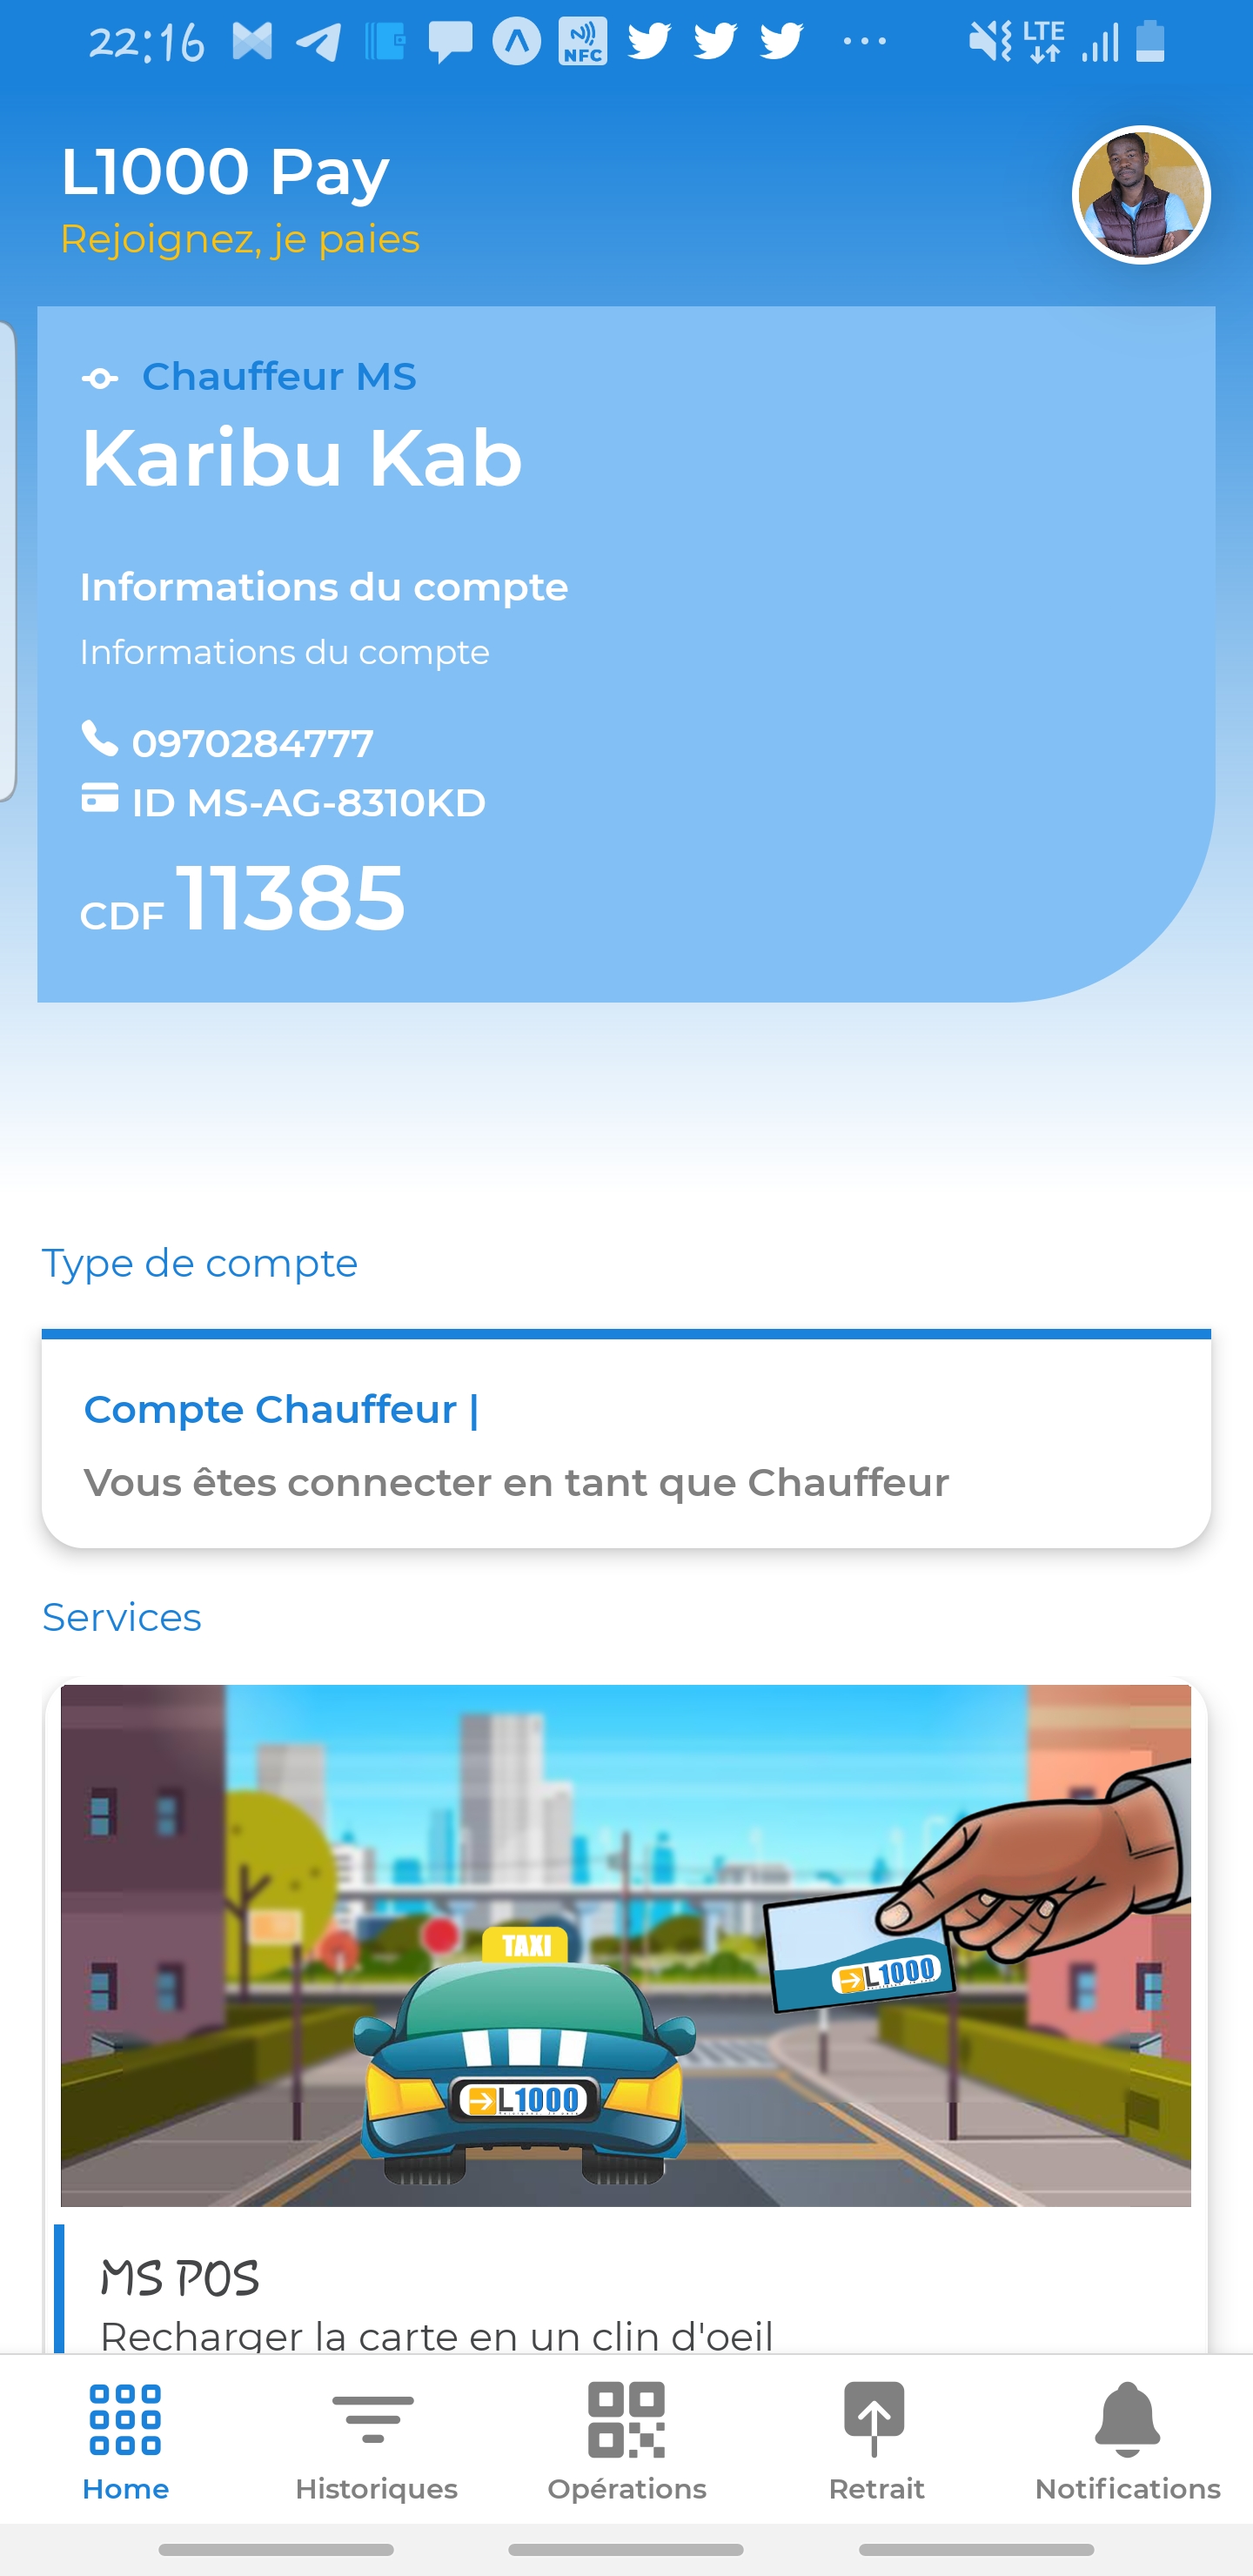 22:16 NFC LTE
L1000 Pay
Rejoignez, je paies
Chauffeur MS
Karibu Kab
Informations du compte
Informations du compte
0970284777
ID MS-AG-8310KD
CDF 11385
Type de compte
Compte Chauffeur |
Vous êtes connecter en tant que Chauffeur
Services
TAXI
L1000
L1000
MS POS
Recharger la carte en un clin d'oeil
Home Historiques Opérations Retrait Notifications